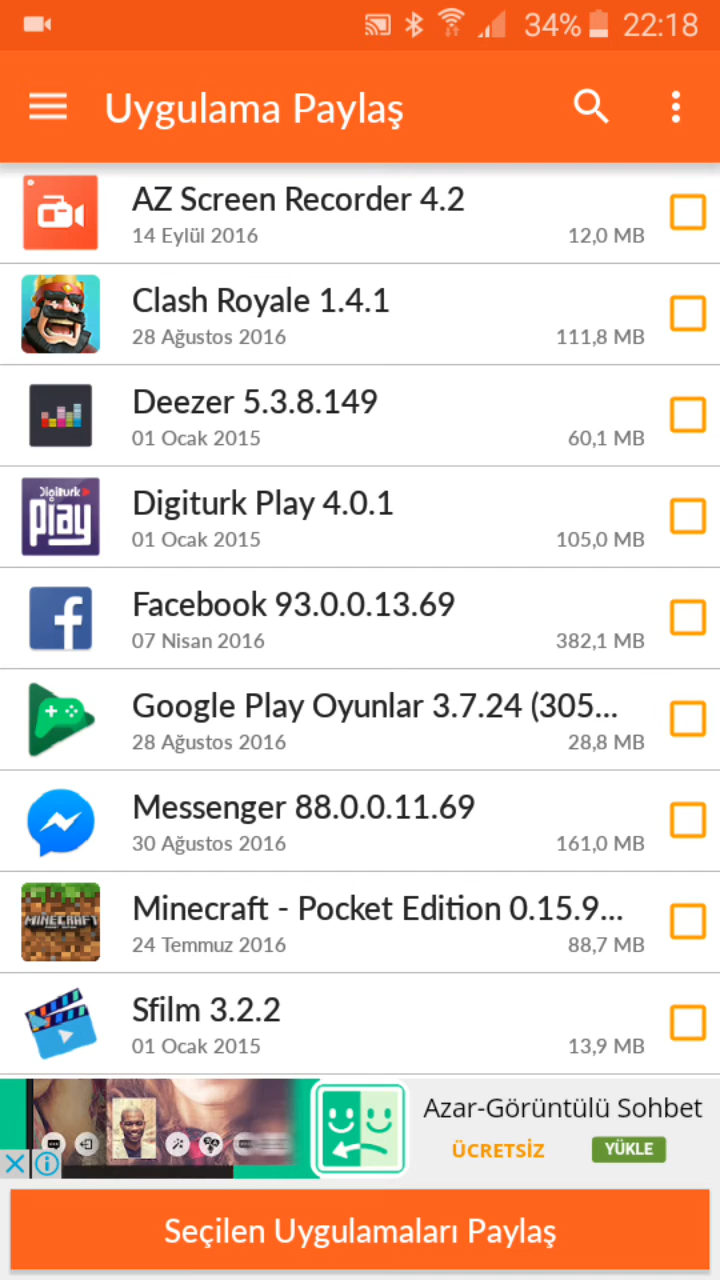 34% 22:18
Uygulama Paylaş
AZ Screen Recorder 4.2
14 Eylül 2016 12,0 MB
Clash Royale 1.4.1
28 Ağustos 2016 111,8 MB
Deezer 5.3.8.149
01 Ocak 2015 60,1 MB
Digiturk
play
Digiturk Play 4.0.1
01 Ocak 2015 105,0 MB
Facebook 93.0.0.13.69
07 Nisan 2016 382,1 MB
Google Play Oyunlar 3.7.24 (305...
28 Ağustos 2016 28,8 MB
Messenger 88.0.0.11.69
30 Ağustos 2016 161,0 MB
MINECRAFT
Minecraft - Pocket Edition 0.15.9...
24 Temmuz 2016 88,7 MB
Sfilm 3.2.2
01 Ocak 2015 13,9 MB
Azar-Görüntülü Sohbet
ÜCRETSİZ YÜKLE
Seçilen Uygulamaları Paylaş